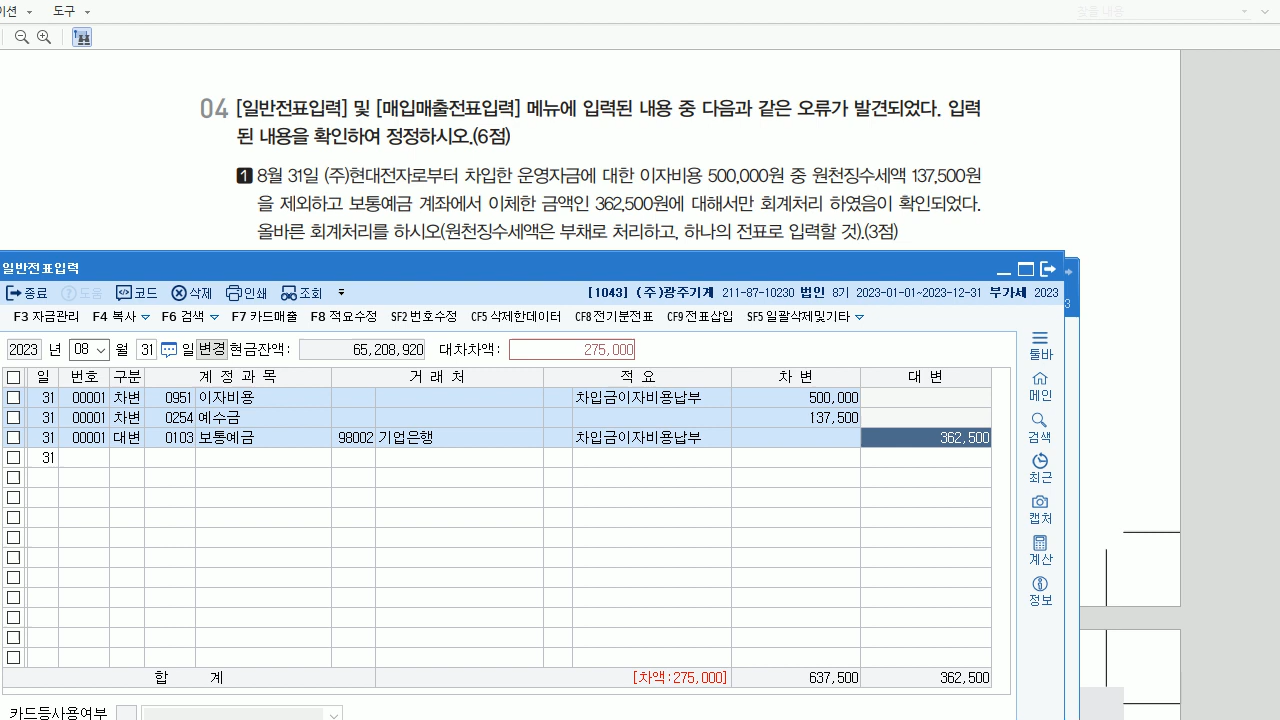 이션 도구 찾을 내용
04 [일반전표입력] 및 [매입매출전표입력] 메뉴에 입력된 내용 중 다음과 같은 오류가 발견되었다. 입력
된 내용을 확인하여 정정하시오.(6점)
1 8월 31일 (주)현대전자로부터 차입한 운영자금에 대한 이자비용 500,000원 중 원천징수세액 137,500원
을 제외하고 보통예금 계좌에서 이체한 금액인 362,500원에 대해서만 회계처리 하였음이 확인되었다.
올바른 회계처리를 하시오(원천징수세액은 부채로 처리하고, 하나의 전표로 입력할 것).(3점)
일반전표입력
종료 도움 코드 삭제 인쇄 조회 [1043] (주)광주기계 211-87-10230 법인 8기 2023-01-01~2023-12-31 부가세 2023 3
F3 자금관리 F4 복사 F6 검색 F7 카드매출 F8 적요수정 SF2 번호수정 CF5 삭제한데이터 CF8 전기분전표 CF9 전표삽입 SF5 일괄삭제및기타
2023 년 08 월 31 일 변경 현금잔액: 65,208,920 대차차액: 275,000
일 번호 구분 계 정 과 목 거 래 처 적 요 차 변 대 변
31 00001 차변 0951 이자비용 차입금이자비용납부 500,000
31 00001 차변 0254 예수금 137,500
31 00001 대변 0103 보통예금 98002 기업은행 차입금이자비용납부 362,500
31
합 계 [차액:275,000] 637,500 362,500
카드등사용여부
툴바
메인
검색
최근
캡처
계산
정보